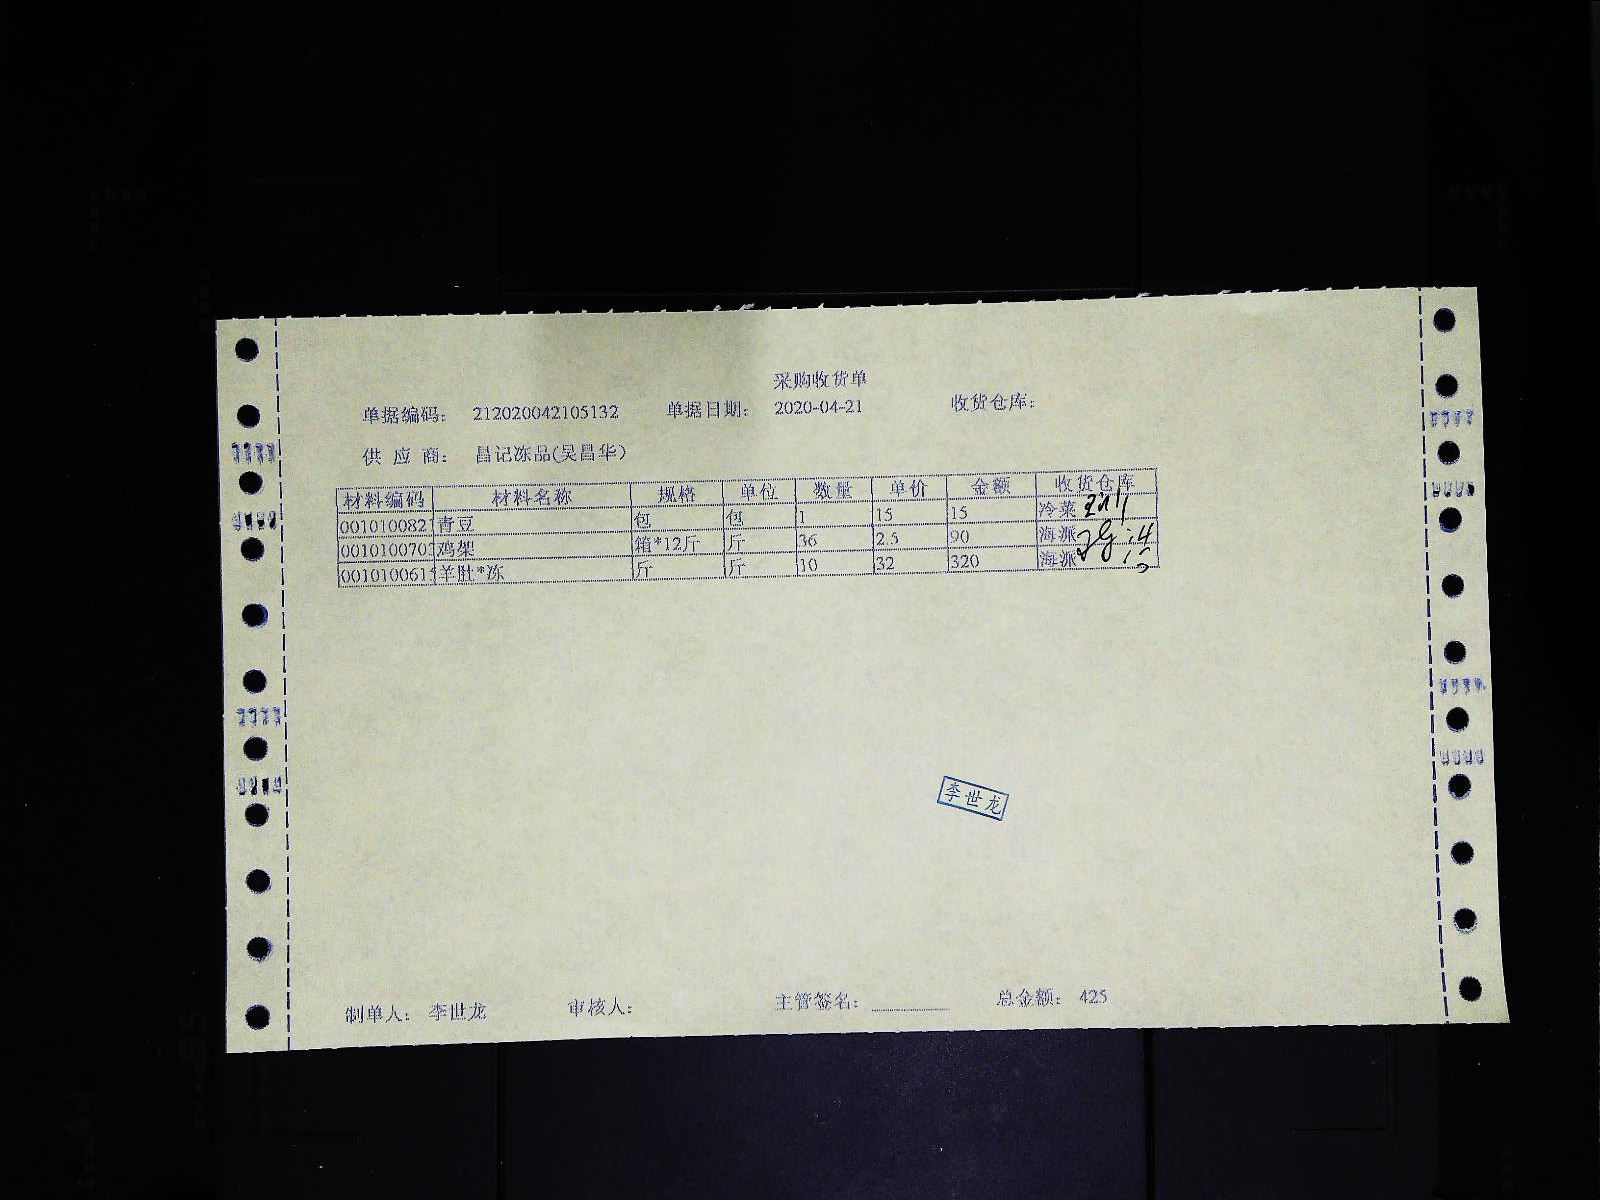 采购收货单
单据编码： 212020042105132 单据日期： 2020-04-21 收货仓库：
供 应 商： 昌记冻品(吴昌华)
材料编码 材料名称 规格 单位 数量 单价 金额 收货仓库
001010082 青豆 包 包 1 15 15 冷菜
001010070 鸡架 箱*12斤 斤 36 2.5 90 海派
001010061 羊肚*冻 斤 斤 10 32 320 海派
李世龙
制单人： 李世龙 审核人： 主管签名： 总金额： 425